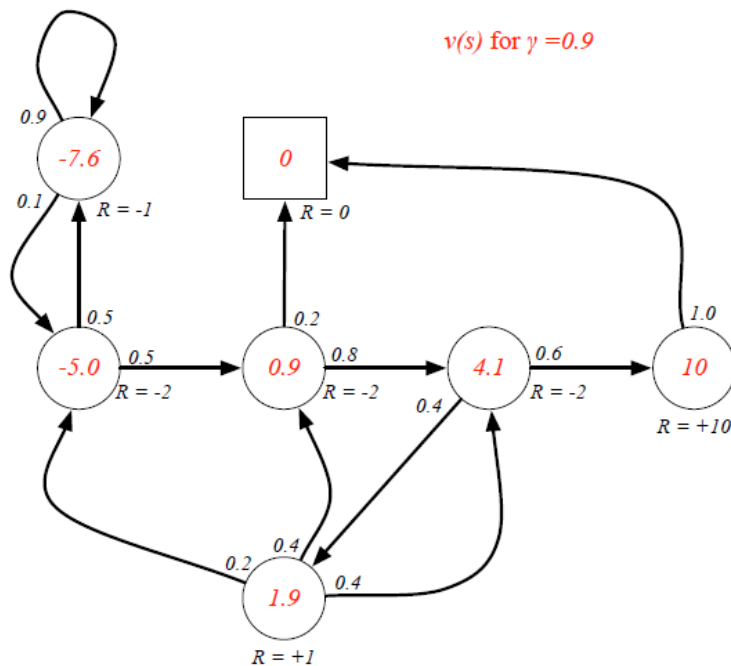 v(s) for γ =0.9
0.9
-7.6
0
0.1
R = -1
R = 0
0.5
0.2
1.0
-5.0
0.5
0.9
0.8
4.1
0.6
10
R = -2
R = -2
0.4
R = -2
R = +10
0.2
0.4
0.4
1.9
R = +1